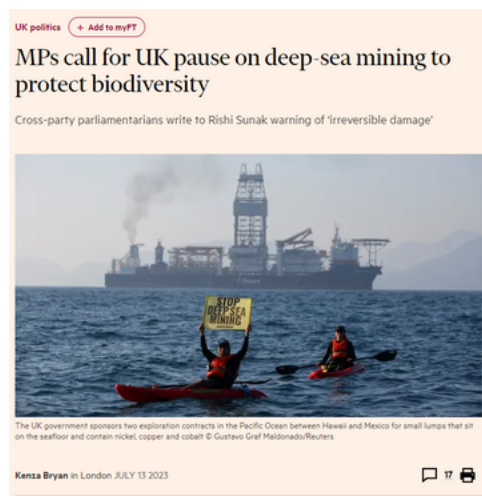 UK politics + Add to myFT
MPs call for UK pause on deep-sea mining to
protect biodiversity
Cross-party parliamentarians write to Rishi Sunak warning of 'irreversible damage'
STOP
DEEP SEA
MINING
The UK government sponsors two exploration contracts in the Pacific Ocean between Hawaii and Mexico for small lumps that sit
on the seafloor and contain nickel, copper and cobalt © Gustavo Graf Maldonado/Reuters
Kenza Bryan in London JULY 13 2023
17